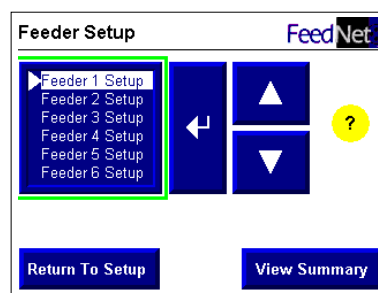 Feeder Setup
FeedNet
Feeder 1 Setup
Feeder 2 Setup
Feeder 3 Setup
Feeder 4 Setup
Feeder 5 Setup
Feeder 6 Setup
?
Return To Setup
View Summary